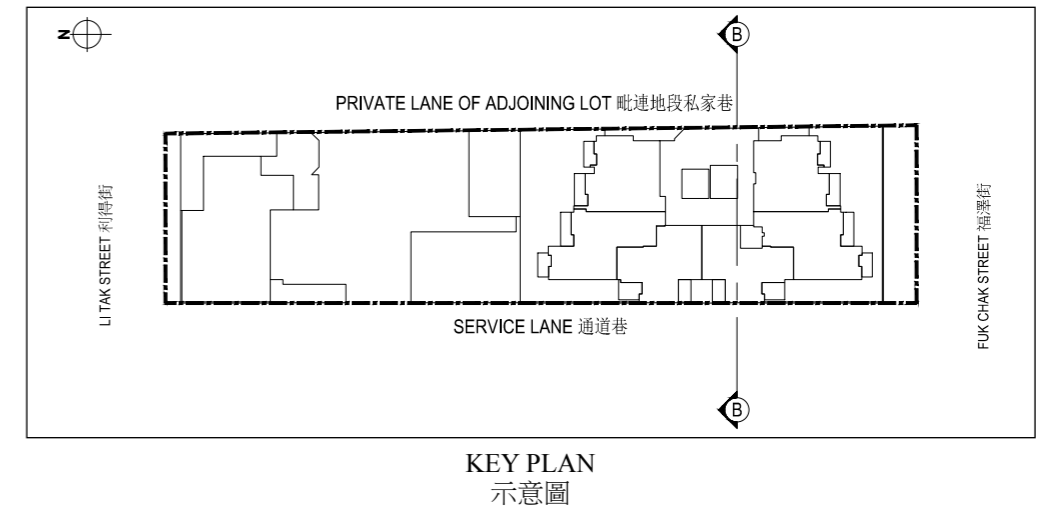 N
B
PRIVATE LANE OF ADJOINING LOT 毗連地段私家巷
LI TAK STREET 利得街
FUK CHAK STREET 福澤街
SERVICE LANE 通道巷
B
KEY PLAN
示意圖